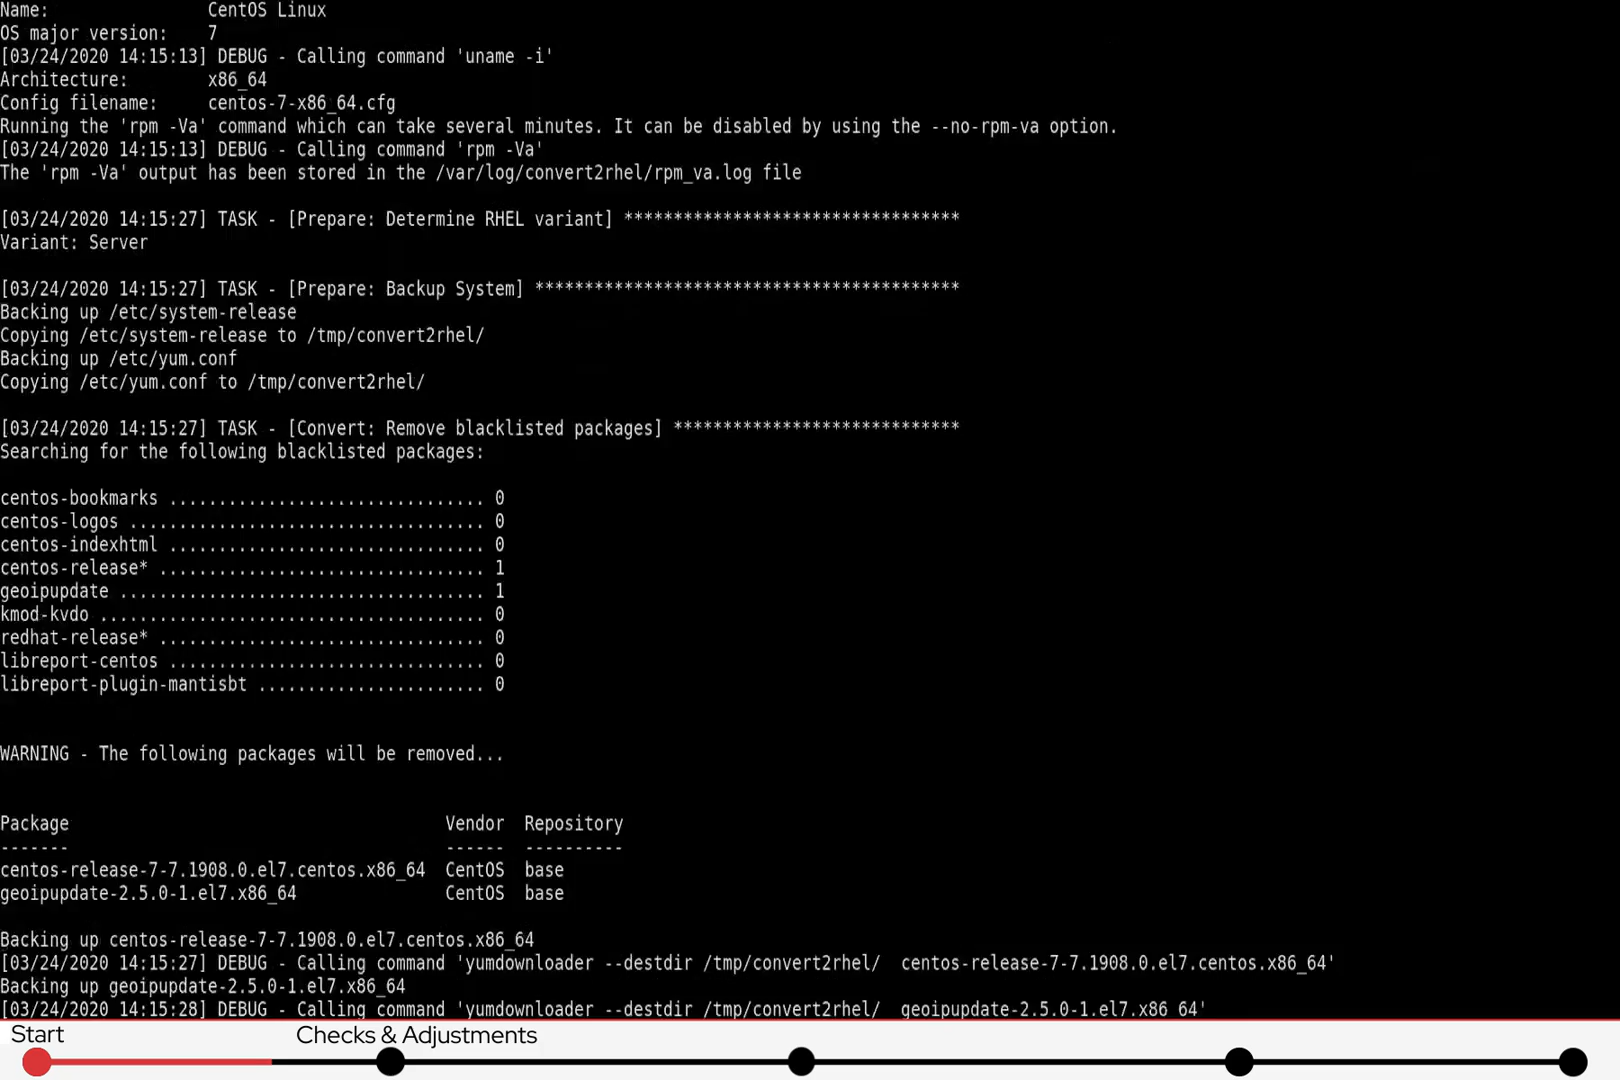 Name:                CentOS Linux
OS major version:    7
[03/24/2020 14:15:13] DEBUG - Calling command 'uname -i'
Architecture:        x86_64
Config filename:     centos-7-x86_64.cfg
Running the 'rpm -Va' command which can take several minutes. It can be disabled by using the --no-rpm-va option.
[03/24/2020 14:15:13] DEBUG - Calling command 'rpm -Va'
The 'rpm -Va' output has been stored in the /var/log/convert2rhel/rpm_va.log file
[03/24/2020 14:15:27] TASK - [Prepare: Determine RHEL variant] **********************************
Variant: Server
[03/24/2020 14:15:27] TASK - [Prepare: Backup System] *******************************************
Backing up /etc/system-release
Copying /etc/system-release to /tmp/convert2rhel/
Backing up /etc/yum.conf
Copying /etc/yum.conf to /tmp/convert2rhel/
[03/24/2020 14:15:27] TASK - [Convert: Remove blacklisted packages] *****************************
Searching for the following blacklisted packages:
centos-bookmarks ................................ 0
centos-logos .................................... 0
centos-indexhtml ................................ 0
centos-release* ................................. 1
geoipupdate ..................................... 1
kmod-kvdo ....................................... 0
redhat-release* ................................. 0
libreport-centos ................................ 0
libreport-plugin-mantisbt ....................... 0
WARNING - The following packages will be removed...
Package                                      Vendor  Repository
-------                                      ------  ----------
centos-release-7-7.1908.0.el7.centos.x86_64  CentOS  base
geoipupdate-2.5.0-1.el7.x86_64               CentOS  base
Backing up centos-release-7-7.1908.0.el7.centos.x86_64
[03/24/2020 14:15:27] DEBUG - Calling command 'yumdownloader --destdir /tmp/convert2rhel/  centos-release-7-7.1908.0.el7.centos.x86_64'
Backing up geoipupdate-2.5.0-1.el7.x86_64
[03/24/2020 14:15:28] DEBUG - Calling command 'yumdownloader --destdir /tmp/convert2rhel/  geoipupdate-2.5.0-1.el7.x86_64'
Start
Checks & Adjustments